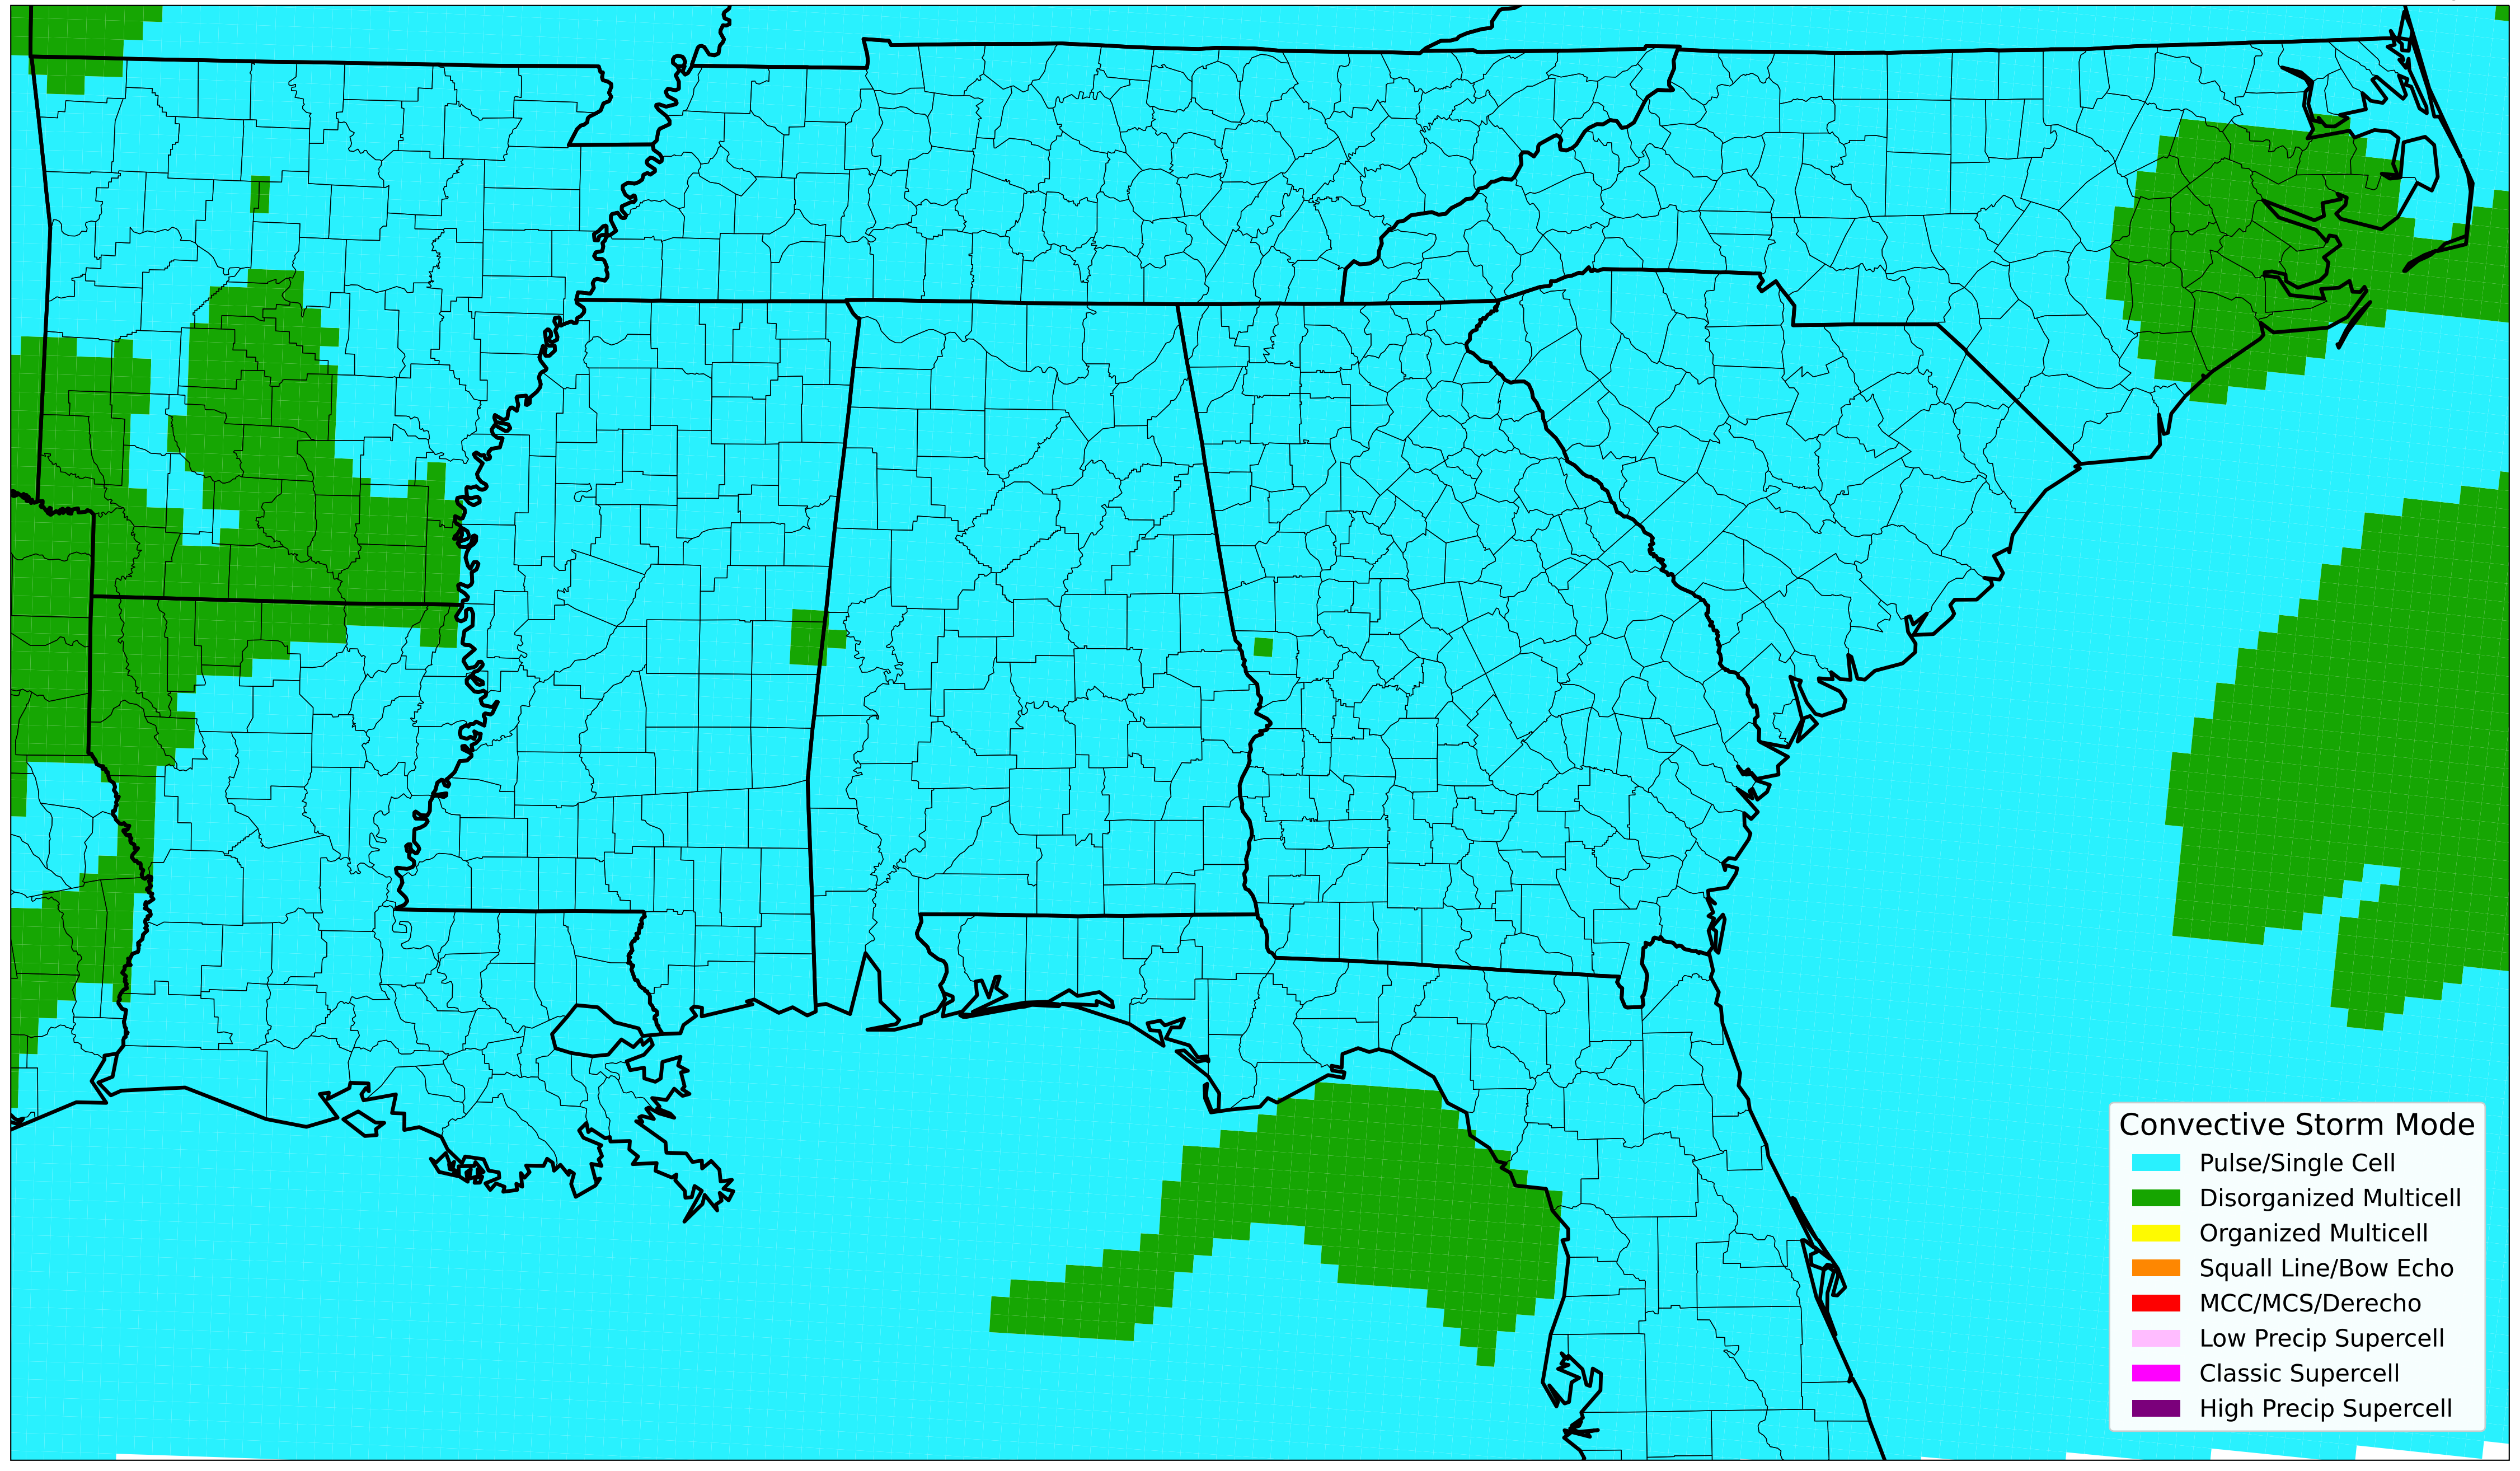 Convective Storm Mode
Pulse/Single Cell
Disorganized Multicell
Organized Multicell
Squall Line/Bow Echo
MCC/MCS/Derecho
Low Precip Supercell
Classic Supercell
High Precip Supercell